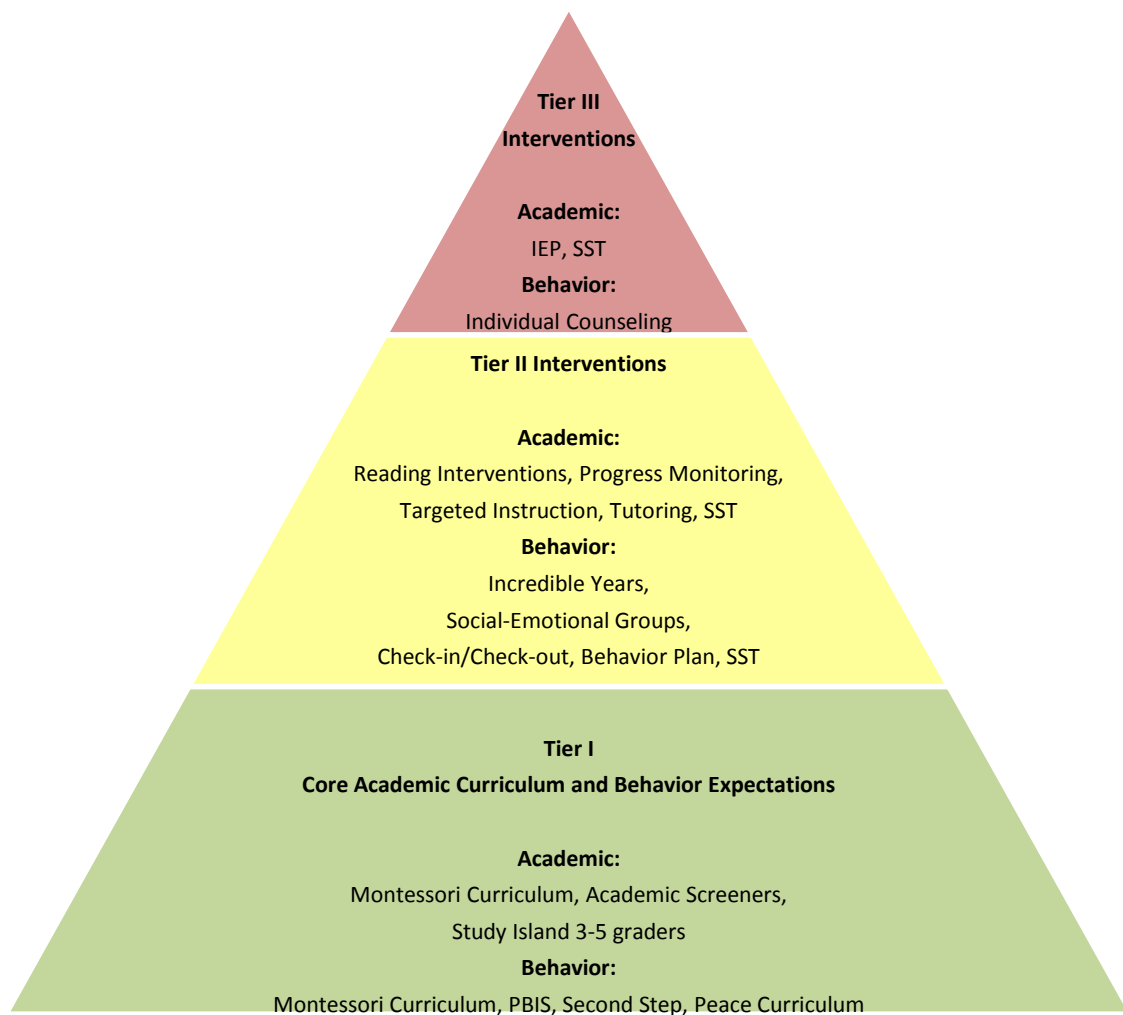 Tier III
Interventions
Academic:
IEP, SST
Behavior:
Individual Counseling
Tier II Interventions
Academic:
Reading Interventions, Progress Monitoring,
Targeted Instruction, Tutoring, SST
Behavior:
Incredible Years,
Social-Emotional Groups,
Check-in/Check-out, Behavior Plan, SST
Tier I
Core Academic Curriculum and Behavior Expectations
Academic:
Montessori Curriculum, Academic Screeners,
Study Island 3-5 graders
Behavior:
Montessori Curriculum, PBIS, Second Step, Peace Curriculum